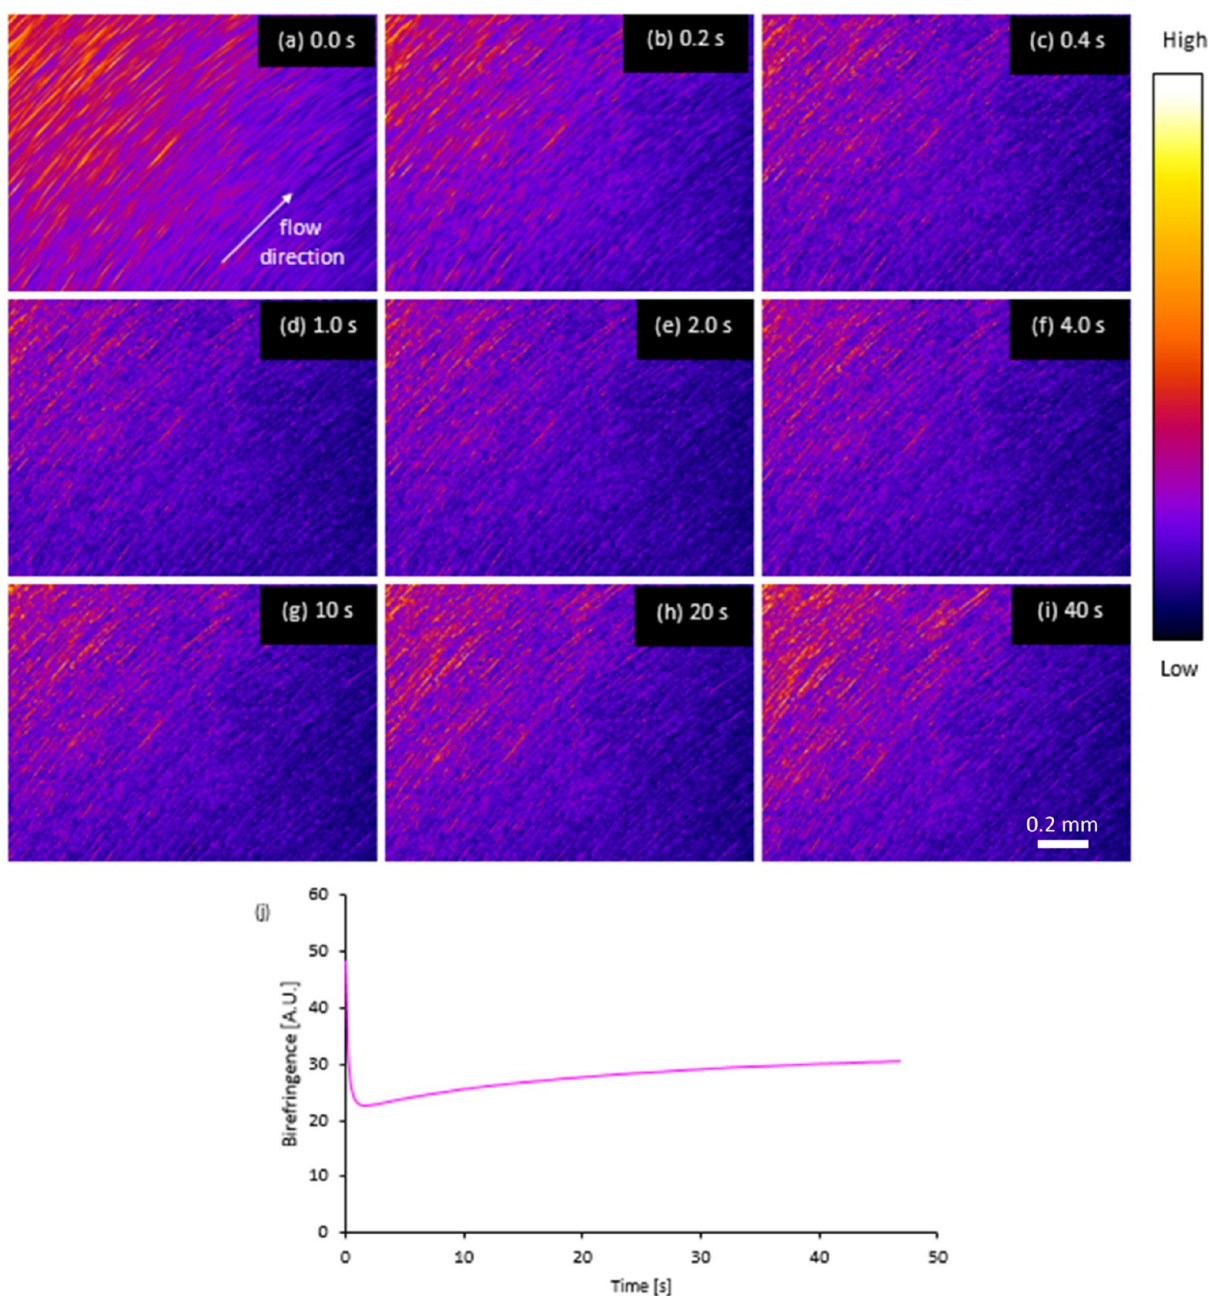 (a) 0.0 s
(b) 0.2 s
(c) 0.4 s
High
flow
direction
(d) 1.0 s
(e) 2.0 s
(f) 4.0 s
(g) 10 s
(h) 20 s
(i) 40 s
Low
0.2 mm
(j)
60
50
40
30
20
10
0
Birefringence [A.U.]
0
10
20
30
40
50
Time [s]